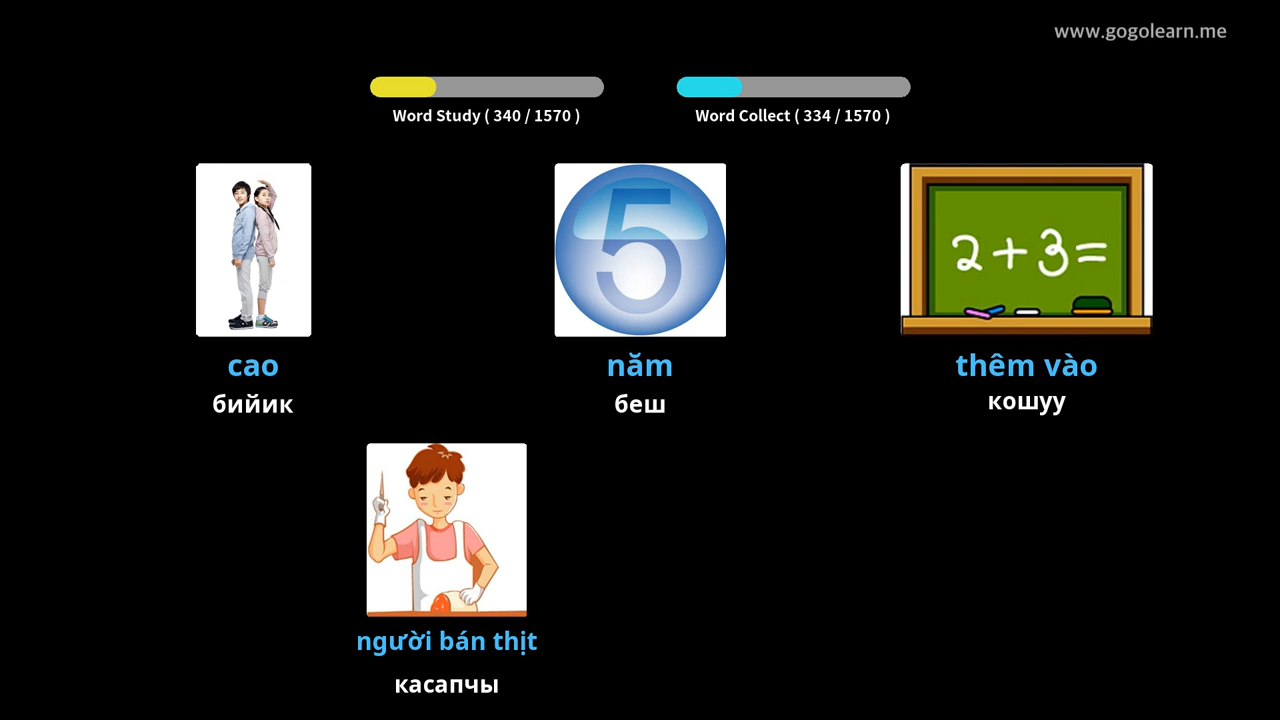 www.gogolearn.me
Word Study ( 340 / 1570 )
Word Collect ( 334 / 1570 )
5
2+3=
cao
năm
thêm vào
бийик
беш
кошуу
người bán thịt
касапчы